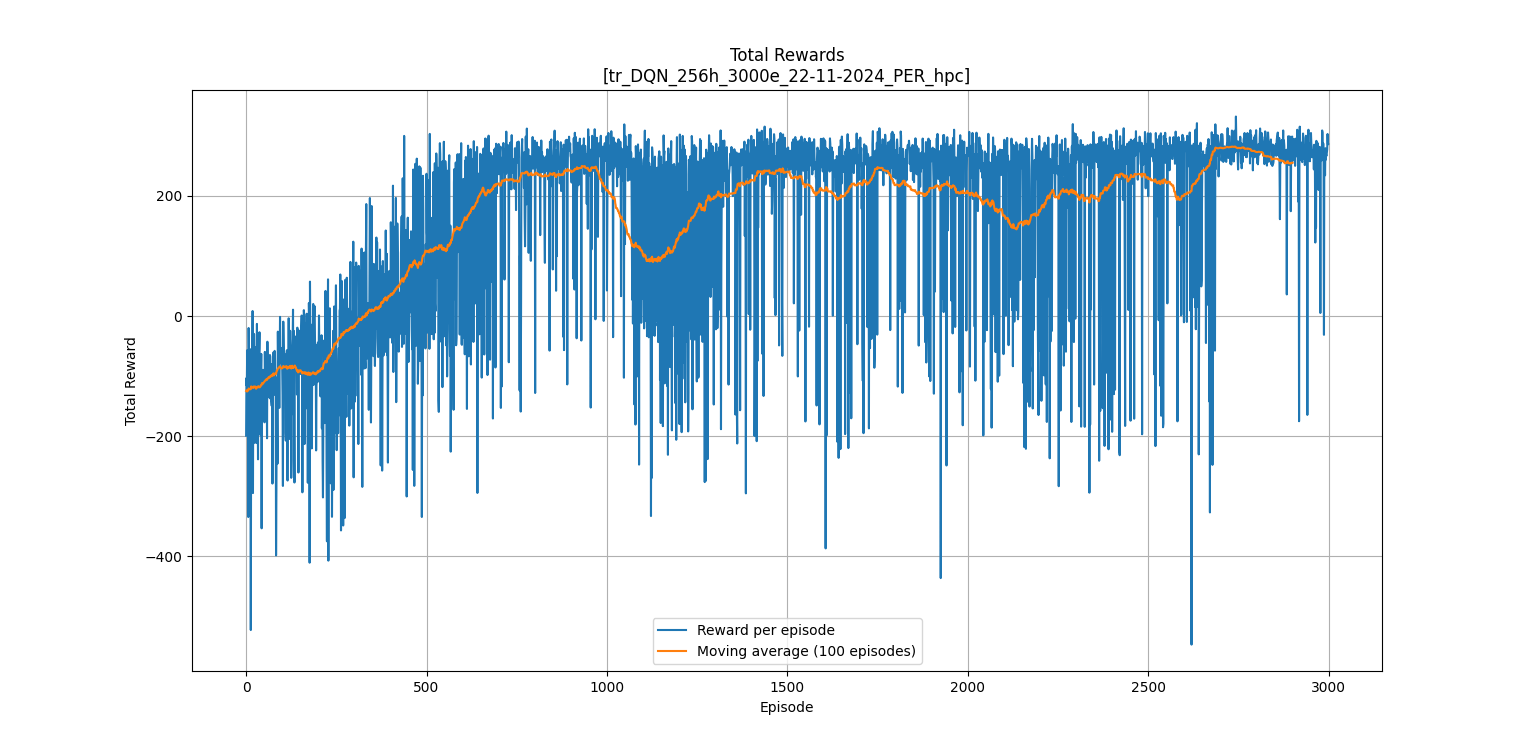 Total Rewards
[tr_DQN_256h_3000e_22-11-2024_PER_hpc]
Total Reward
200
0
−200
−400
Reward per episode
Moving average (100 episodes)
0
500
1000
1500
2000
2500
3000
Episode